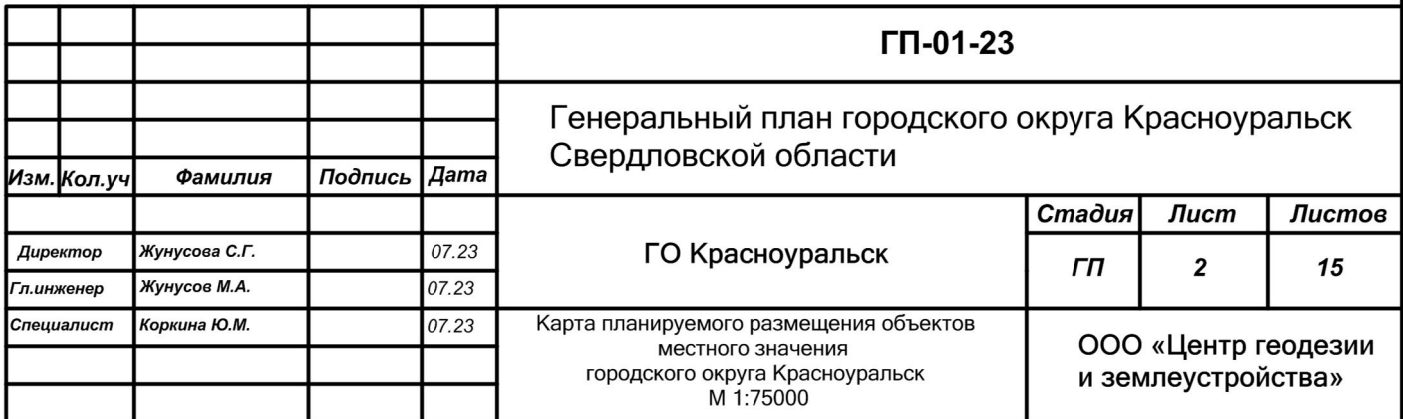 ГП-01-23
Генеральный план городского округа Красноуральск
Свердловской области
Изм. Кол.уч Фамилия Подпись Дата
Стадия Лист Листов
Директор Жунусова С.Г. 07.23
ГО Красноуральск
ГП 2 15
Гл.инженер Жунусов М.А. 07.23
Специалист Коркина Ю.М. 07.23
Карта планируемого размещения объектов
местного значения
городского округа Красноуральск
М 1:75000
ООО «Центр геодезии
и землеустройства»